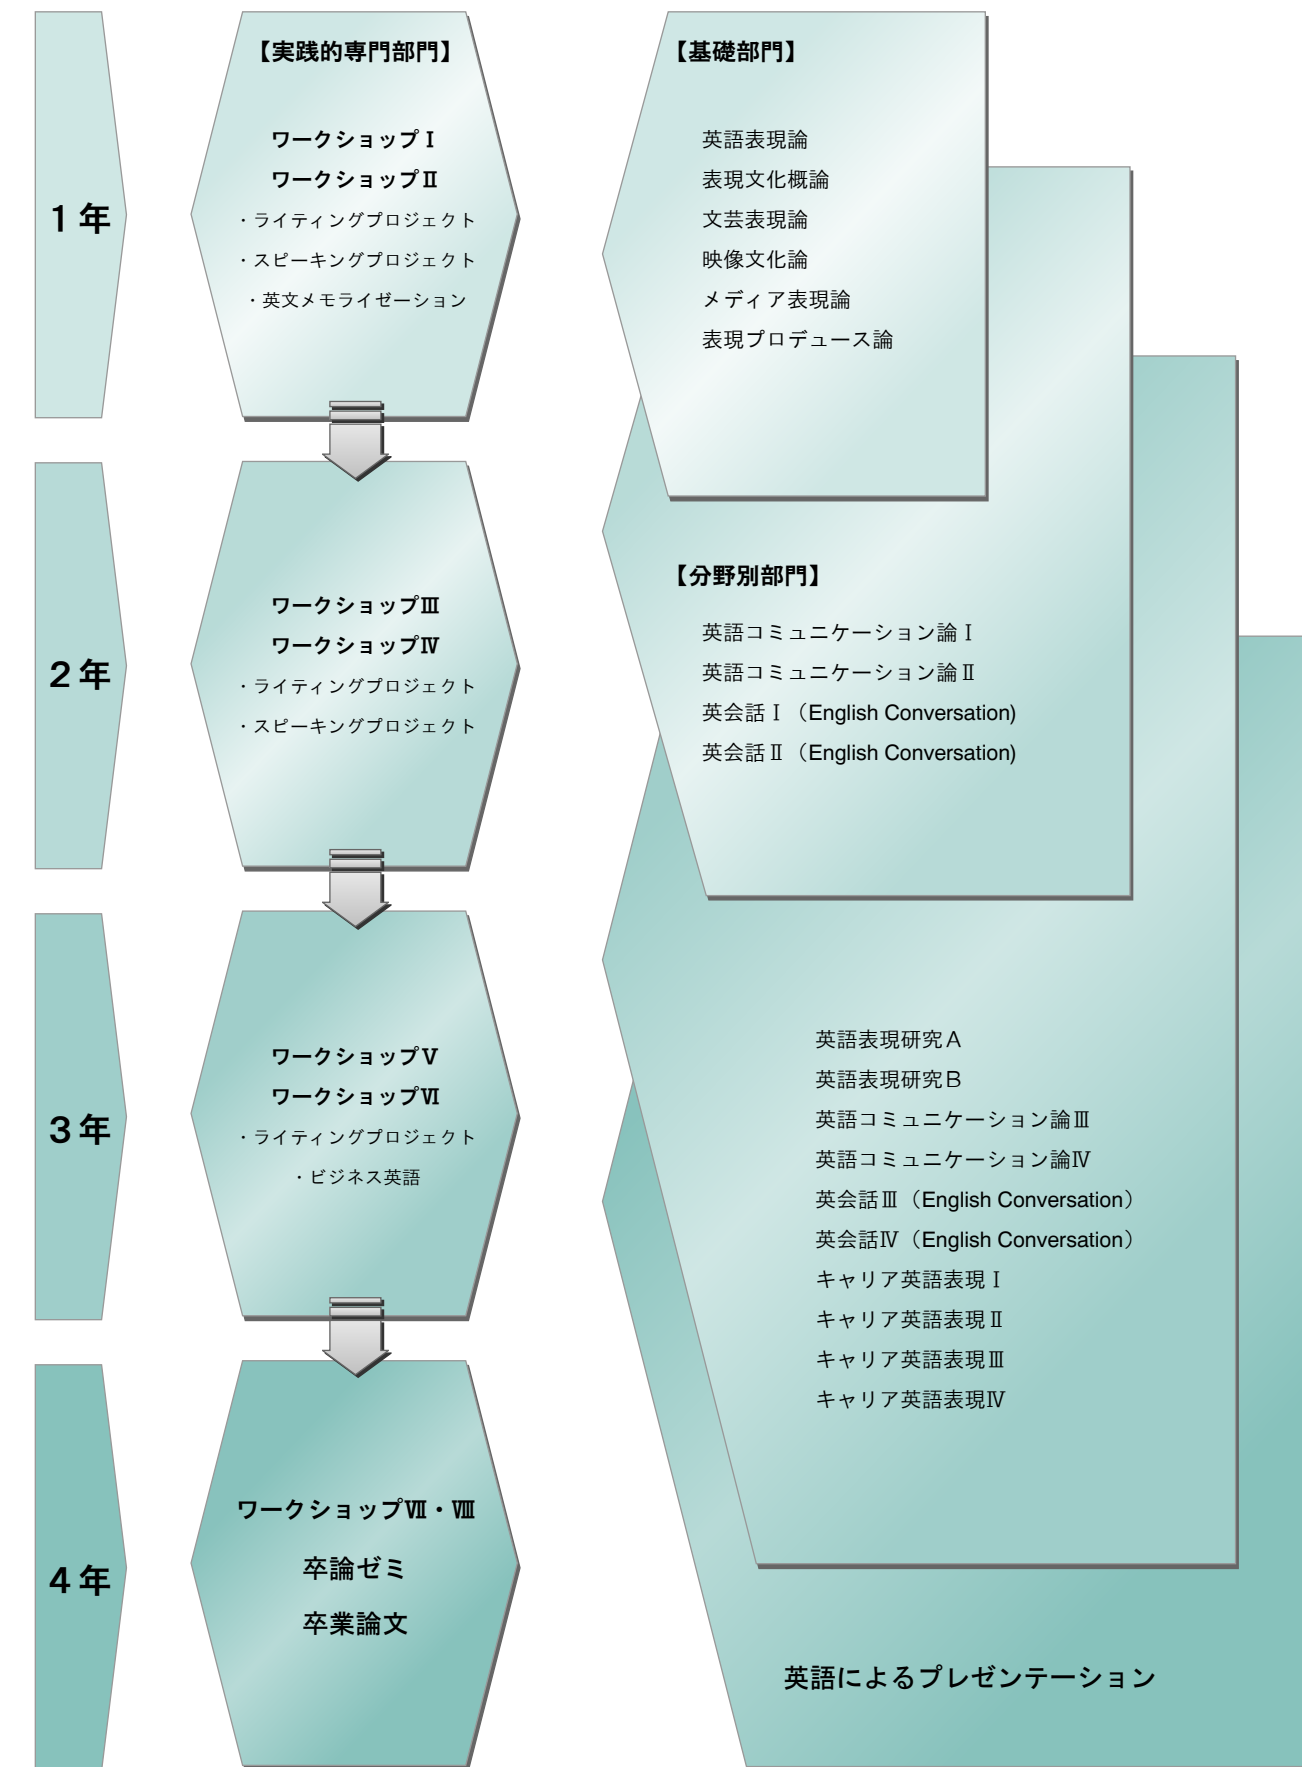 1年
【実践的専門部門】
ワークショップⅠ
ワークショップⅡ
・ライティングプロジェクト
・スピーキングプロジェクト
・英文メモライゼーション
【基礎部門】
英語表現論
表現文化概論
文芸表現論
映像文化論
メディア表現論
表現プロデュース論
2年
ワークショップⅢ
ワークショップⅣ
・ライティングプロジェクト
・スピーキングプロジェクト
【分野別部門】
英語コミュニケーション論Ⅰ
英語コミュニケーション論Ⅱ
英会話Ⅰ（English Conversation)
英会話Ⅱ（English Conversation)
3年
ワークショップⅤ
ワークショップⅥ
・ライティングプロジェクト
・ビジネス英語
英語表現研究A
英語表現研究B
英語コミュニケーション論Ⅲ
英語コミュニケーション論Ⅳ
英会話Ⅲ（English Conversation）
英会話Ⅳ（English Conversation）
キャリア英語表現Ⅰ
キャリア英語表現Ⅱ
キャリア英語表現Ⅲ
キャリア英語表現Ⅳ
4年
ワークショップⅦ・Ⅷ
卒論ゼミ
卒業論文
英語によるプレゼンテーション